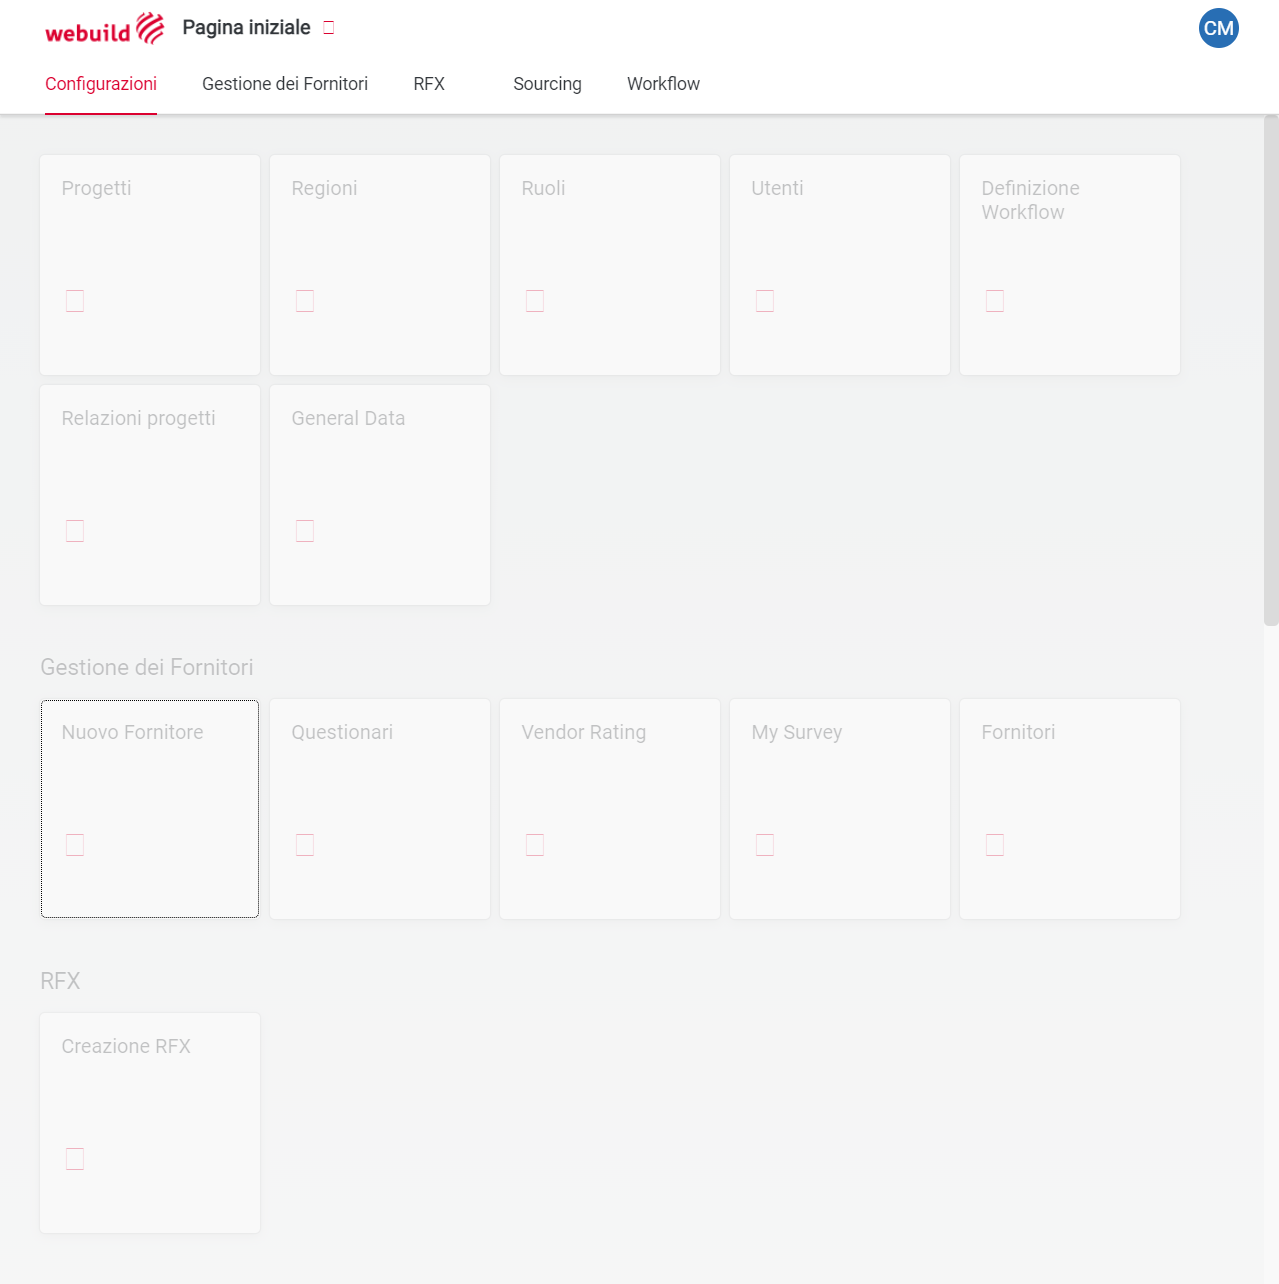 webuild
Pagina iniziale
CM
Configurazioni
Gestione dei Fornitori
RFX
Sourcing
Workflow
Progetti
Regioni
Ruoli
Utenti
Definizione
Workflow
Relazioni progetti
General Data
Gestione dei Fornitori
Nuovo Fornitore
Questionari
Vendor Rating
My Survey
Fornitori
RFX
Creazione RFX